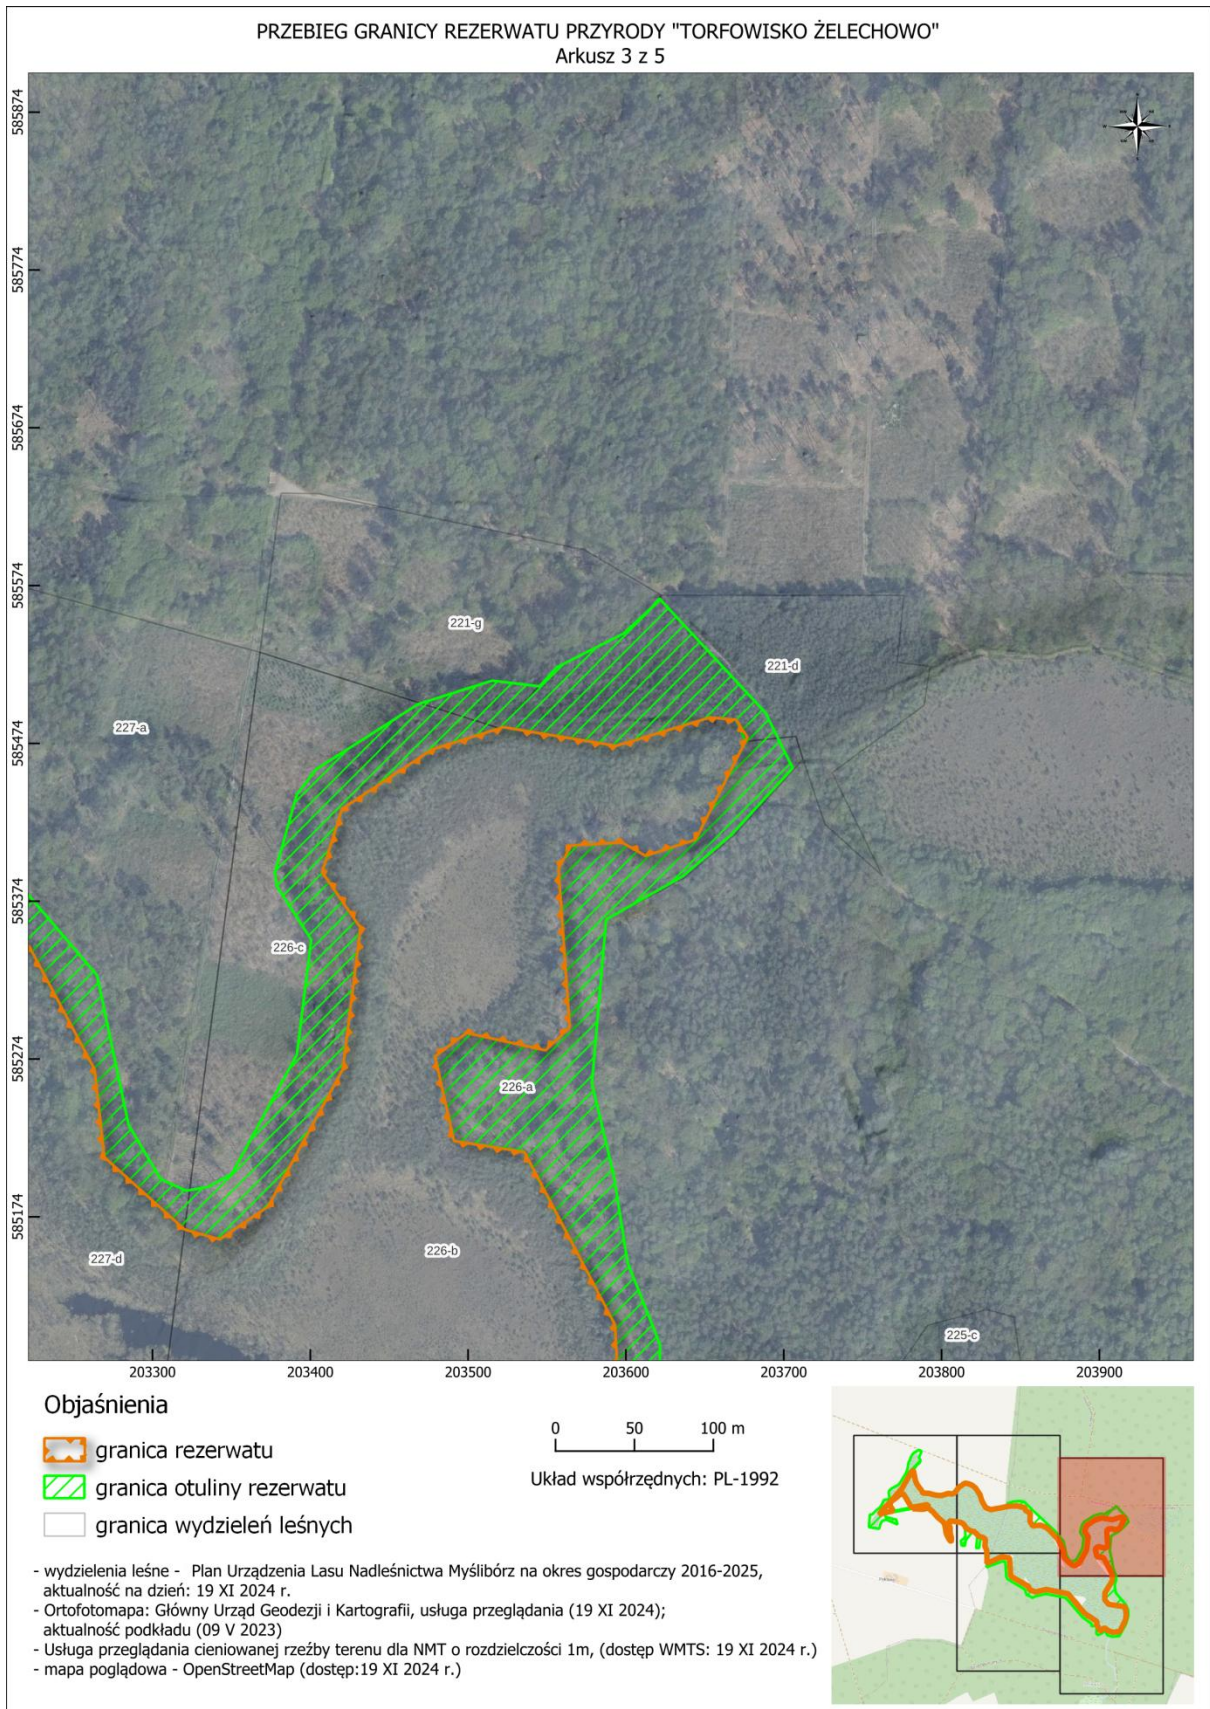 PRZEBIEG GRANICY REZERWATU PRZYRODY "TORFOWISKO ŻELECHOWO"
Arkusz 3 z 5
585874
585774
585674
585574
585474
585374
585274
585174
221-g
221-d
227-a
226-c
226-a
227-d
226-b
225-c
203300
203400
203500
203600
203700
203800
203900
Objaśnienia
granica rezerwatu
granica otuliny rezerwatu
granica wydzieleń leśnych
0 50 100 m
Układ współrzędnych: PL-1992
- wydzielenia leśne - Plan Urządzenia Lasu Nadleśnictwa Myślibórz na okres gospodarczy 2016-2025,
aktualność na dzień: 19 XI 2024 r.
- Ortofotomapa: Główny Urząd Geodezji i Kartografii, usługa przeglądania (19 XI 2024);
aktualność podkładu (09 V 2023)
- Usługa przeglądania cieniowanej rzeźby terenu dla NMT o rozdzielczości 1m, (dostęp WMTS: 19 XI 2024 r.)
- mapa poglądowa - OpenStreetMap (dostęp:19 XI 2024 r.)